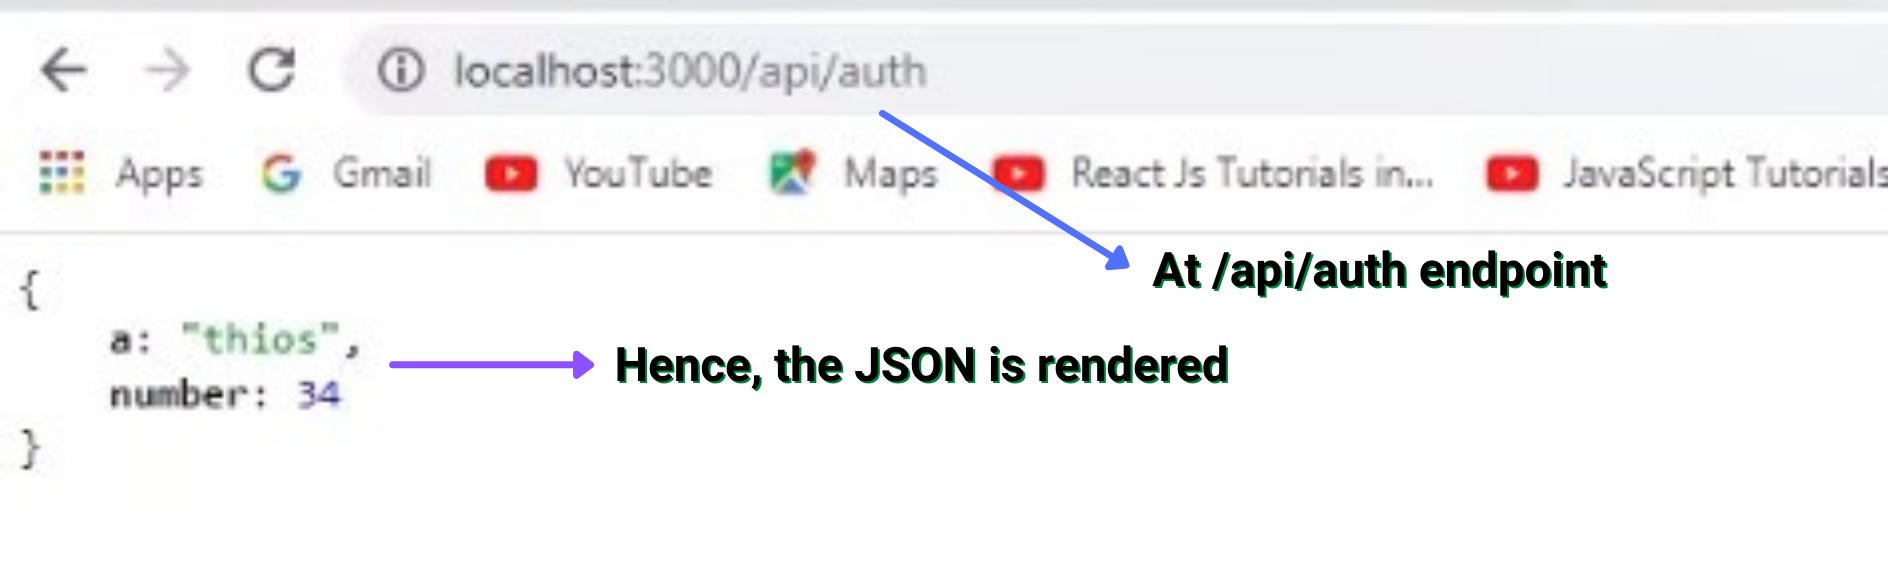 localhost:3000/api/auth
Apps Gmail YouTube Maps React Js Tutorials in... JavaScript Tutorials
At /api/auth endpoint
{
a: "thios",
Hence, the JSON is rendered
number: 34
}